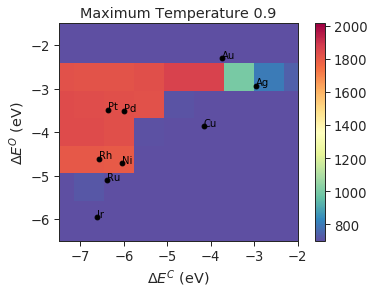 Maximum Temperature 0.9
ΔE^O (eV)
−2
−3
−4
−5
−6
Au
Ag
Pt
Pd
Cu
Rh
Ni
Ru
Ir
−7 −6 −5 −4 −3 −2
ΔE^C (eV)
2000
1800
1600
1400
1200
1000
800